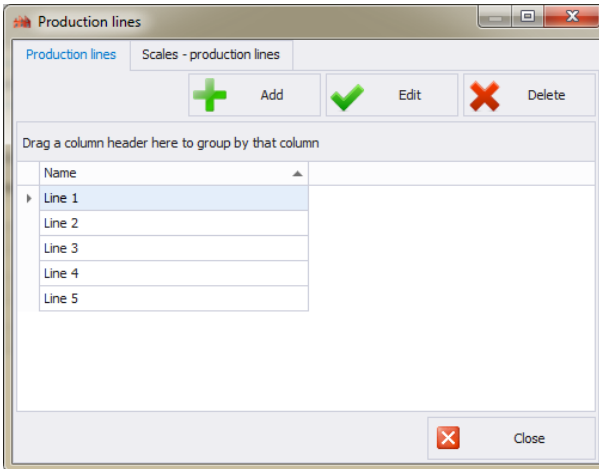 Production lines
Production lines Scales - production lines
Add Edit Delete
Drag a column header here to group by that column
Name
Line 1
Line 2
Line 3
Line 4
Line 5
Close